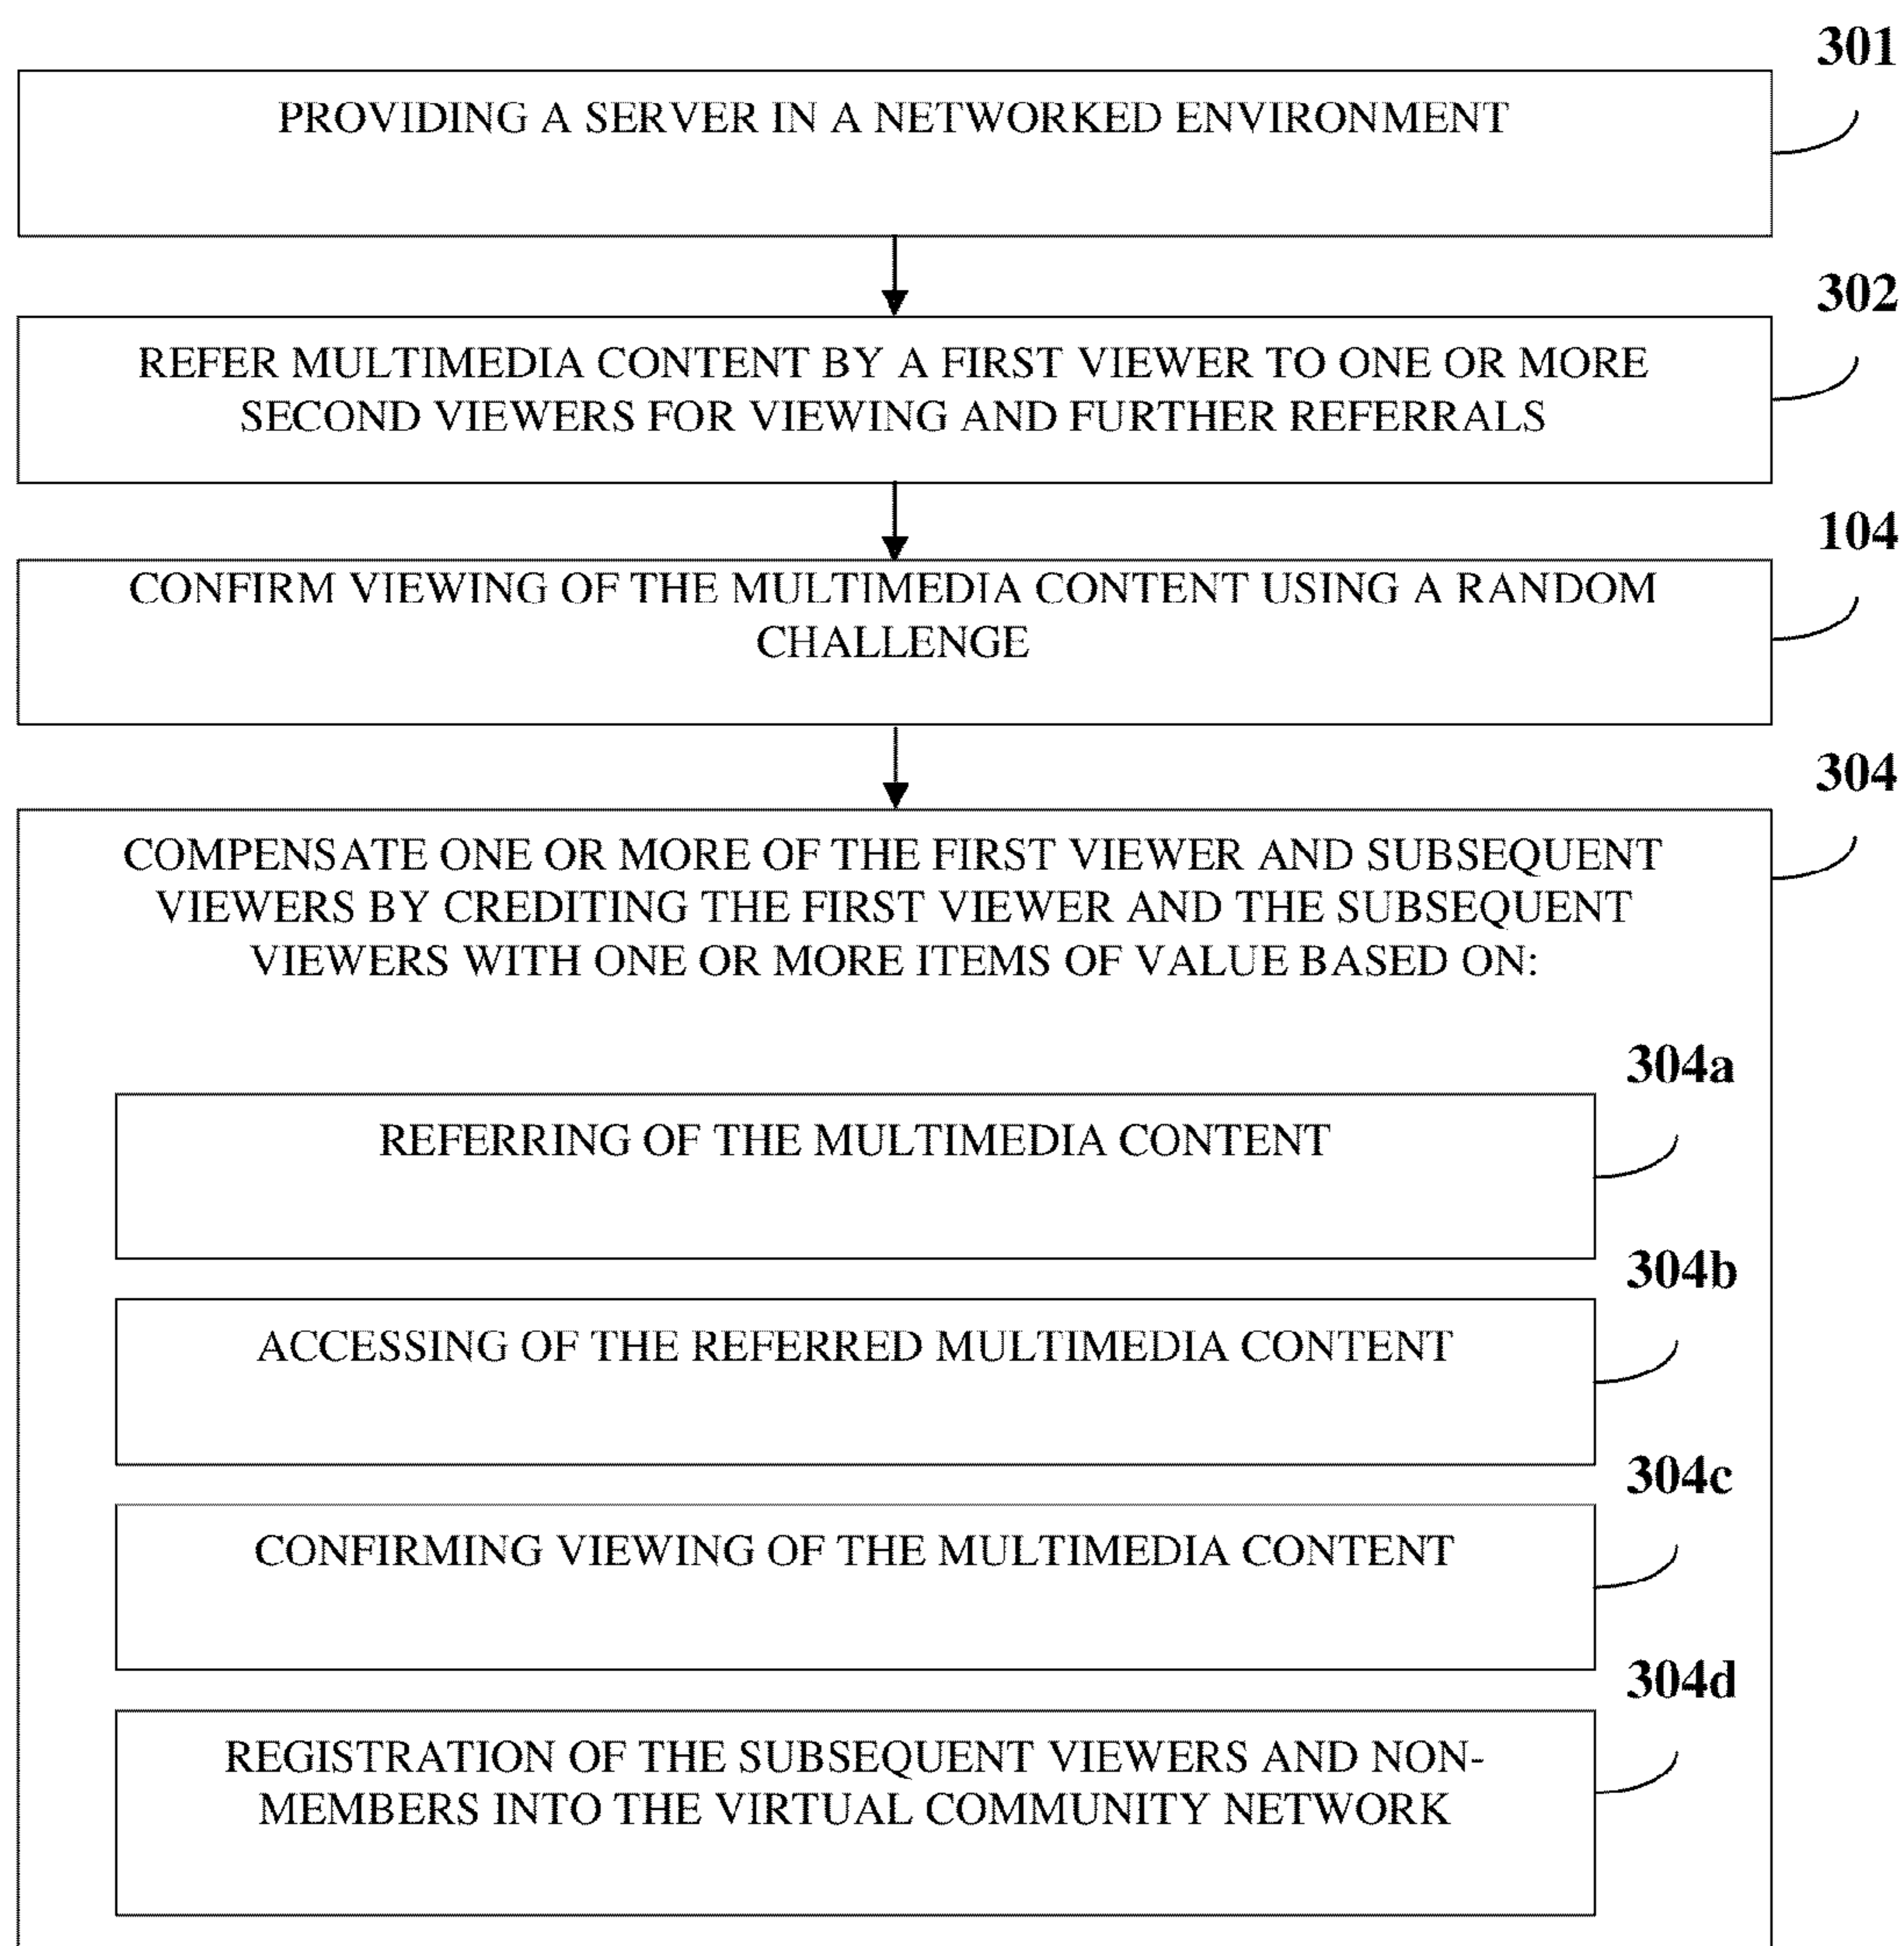 301
PROVIDING A SERVER IN A NETWORKED ENVIRONMENT
302
REFER MULTIMEDIA CONTENT BY A FIRST VIEWER TO ONE OR MORE
SECOND VIEWERS FOR VIEWING AND FURTHER REFERRALS
104
CONFIRM VIEWING OF THE MULTIMEDIA CONTENT USING A RANDOM
CHALLENGE
304
COMPENSATE ONE OR MORE OF THE FIRST VIEWER AND SUBSEQUENT
VIEWERS BY CREDITING THE FIRST VIEWER AND THE SUBSEQUENT
VIEWERS WITH ONE OR MORE ITEMS OF VALUE BASED ON:
304a
REFERRING OF THE MULTIMEDIA CONTENT
304b
ACCESSING OF THE REFERRED MULTIMEDIA CONTENT
304c
CONFIRMING VIEWING OF THE MULTIMEDIA CONTENT
304d
REGISTRATION OF THE SUBSEQUENT VIEWERS AND NON-
MEMBERS INTO THE VIRTUAL COMMUNITY NETWORK